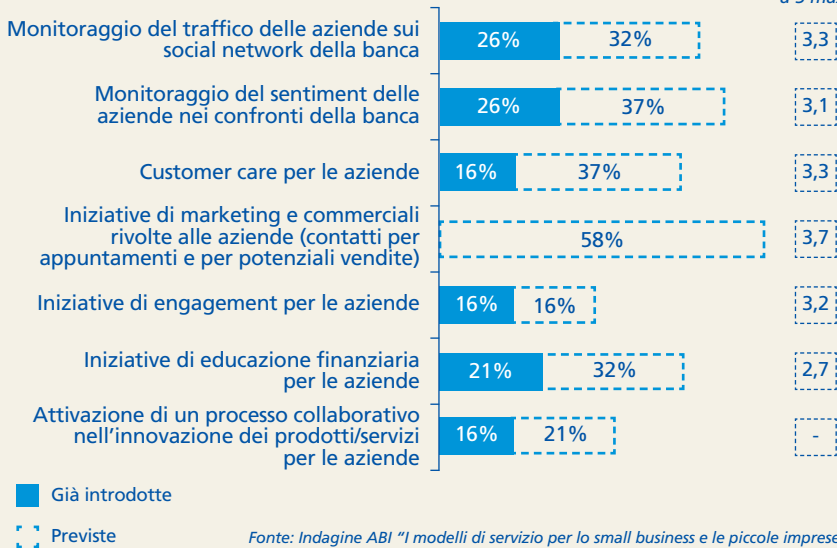 a 5 max
Monitoraggio del traffico delle aziende sui
social network della banca
26% 32% 3,3
Monitoraggio del sentiment delle
aziende nei confronti della banca
26% 37% 3,1
Customer care per le aziende
16% 37% 3,3
Iniziative di marketing e commerciali
rivolte alle aziende (contatti per
appuntamenti e per potenziali vendite)
58% 3,7
Iniziative di engagement per le aziende
16% 16% 3,2
Iniziative di educazione finanziaria
per le aziende
21% 32% 2,7
Attivazione di un processo collaborativo
nell'innovazione dei prodotti/servizi
per le aziende
16% 21% -
Già introdotte
Previste
Fonte: Indagine ABI "I modelli di servizio per lo small business e le piccole imprese